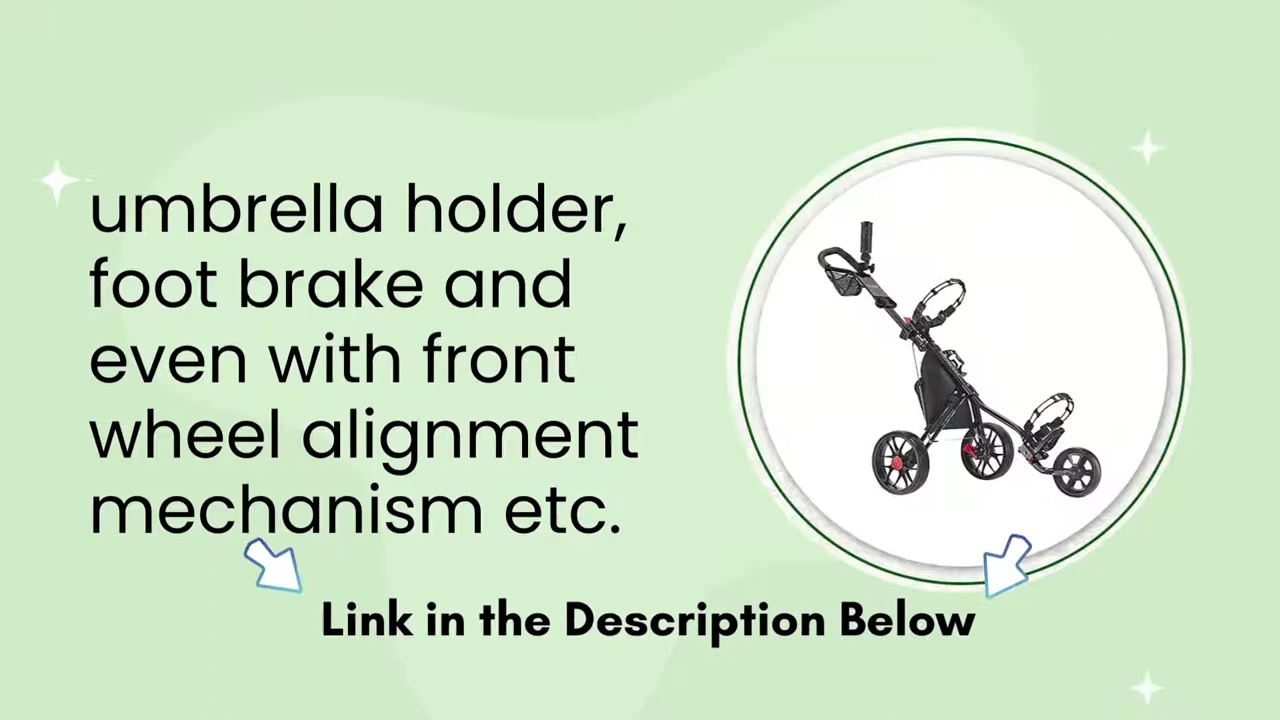 umbrella holder,
foot brake and
even with front
wheel alignment
mechanism etc.
Link in the Description Below